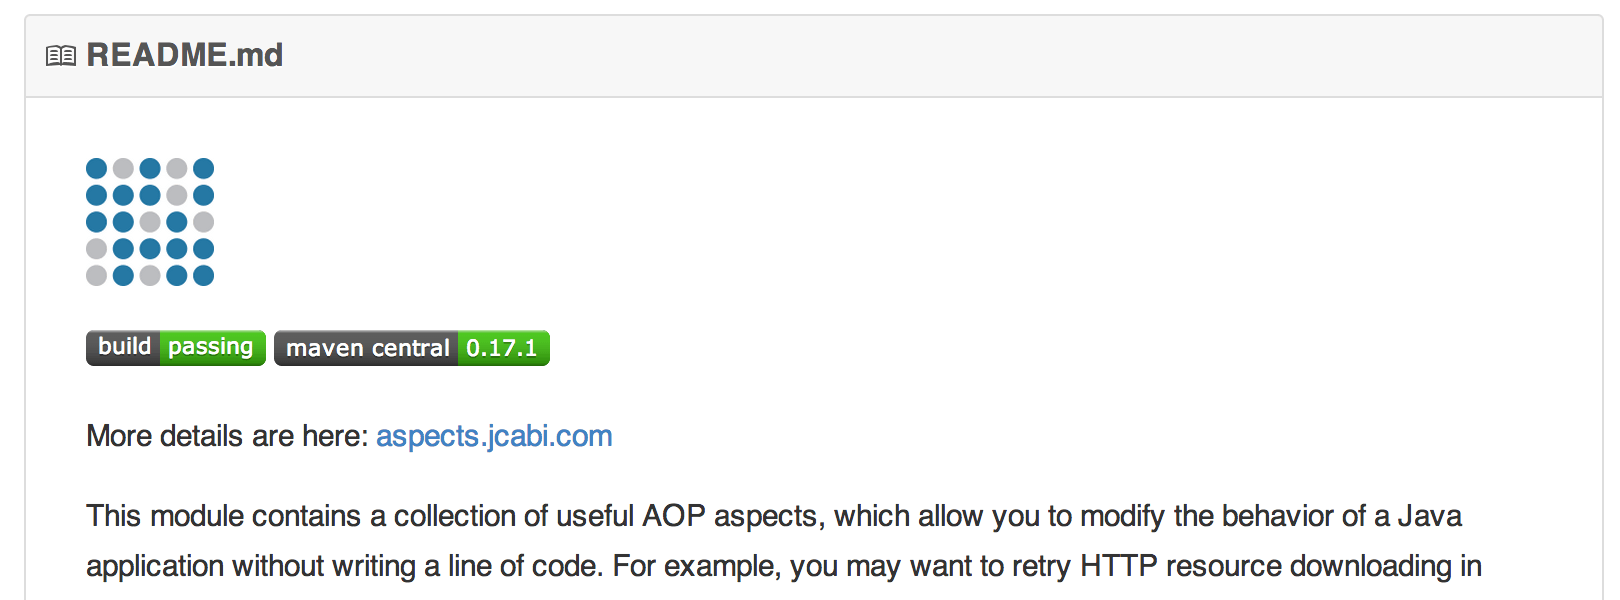 README.md
build passing maven central 0.17.1
More details are here: aspects.jcabi.com
This module contains a collection of useful AOP aspects, which allow you to modify the behavior of a Java
application without writing a line of code. For example, you may want to retry HTTP resource downloading in